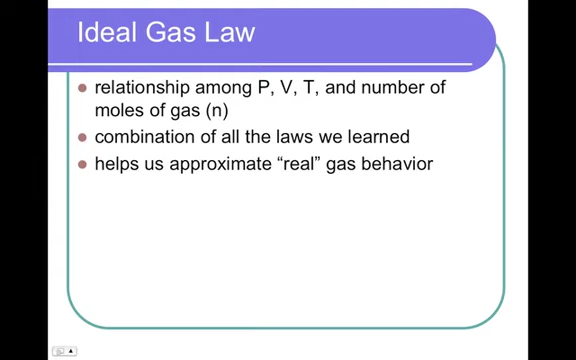 Ideal Gas Law
relationship among P, V, T, and number of
moles of gas (n)
combination of all the laws we learned
helps us approximate “real” gas behavior